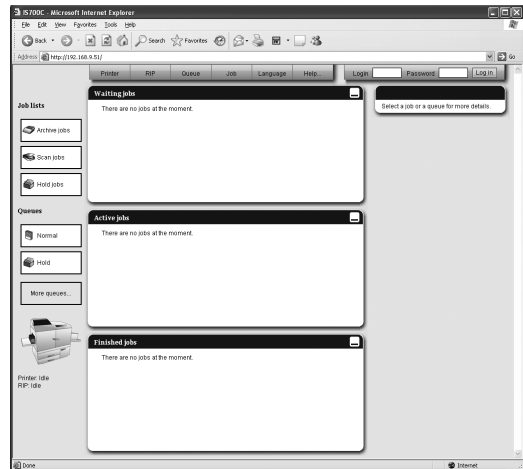 IS700C - Microsoft Internet Explorer
File Edit View Favorites Tools Help
Back Search Favorites
Address http://192.168.9.51/ Go
Printer RIP Queue Job Language Help... Login Password Log in
Job lists
Archive jobs
Scan jobs
Hold jobs
Queues
Normal
Hold
More queues...
Printer: Idle
RIP: Idle
Waiting jobs
There are no jobs at the moment.
Active jobs
There are no jobs at the moment.
Finished jobs
There are no jobs at the moment.
Select a job or a queue for more details.
Done Internet